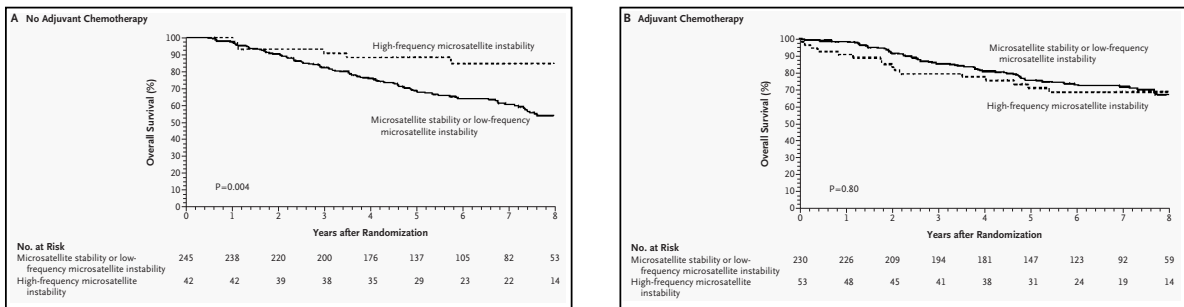 A No Adjuvant Chemotherapy
100
90
80
70
60
50
40
30
20
10
0
Overall Survival (%)
High-frequency microsatellite instability
Microsatellite stability or low-frequency
microsatellite instability
P=0.004
0 1 2 3 4 5 6 7 8
Years after Randomization
No. at Risk
Microsatellite stability or low-
frequency microsatellite instability
245 238 220 200 176 137 105 82 53
High-frequency microsatellite
instability
42 42 39 38 35 29 23 22 14
B Adjuvant Chemotherapy
100
90
80
70
60
50
40
30
20
10
0
Overall Survival (%)
Microsatellite stability or low-frequency
microsatellite instability
High-frequency microsatellite instability
P=0.80
0 1 2 3 4 5 6 7 8
Years after Randomization
No. at Risk
Microsatellite stability or low-
frequency microsatellite instability
230 226 209 194 181 147 123 92 59
High-frequency microsatellite
instability
53 48 45 41 38 31 24 19 14